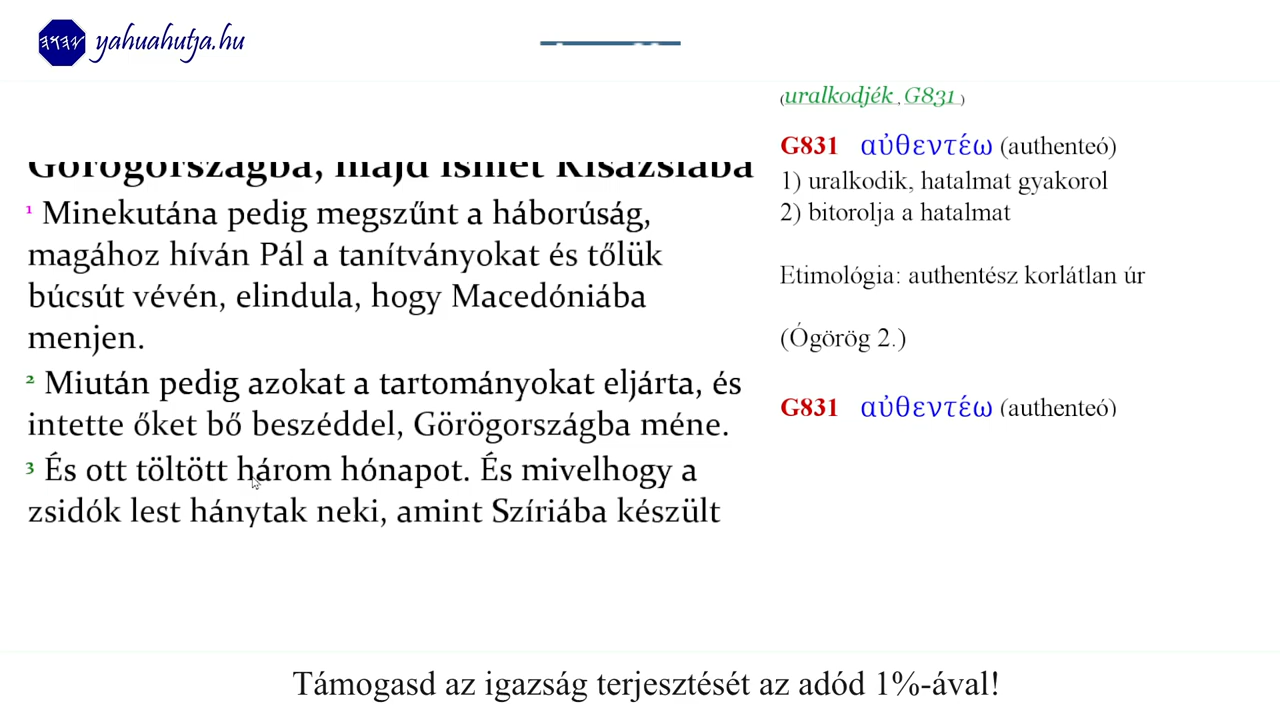 yahuahutja.hu
Görögországba, majd ismét Kisázsiába
1 Minekutána pedig megszűnt a háborúság,
magához híván Pál a tanítványokat és tőlük
búcsút vévén, elindula, hogy Macedóniába
menjen.
2 Miután pedig azokat a tartományokat eljárta, és
intette őket bő beszéddel, Görögországba méne.
3 És ott töltött három hónapot. És mivelhogy a
zsidók lest hánytak neki, amint Szíriába készült
(uralkodjék , G831 )
G831 αὐθεντέω (authenteó)
1) uralkodik, hatalmat gyakorol
2) bitorolja a hatalmat
Etimológia: authentész korlátlan úr
(Ógörög 2.)
G831 αὐθεντέω (authenteó)
Támogasd az igazság terjesztését az adód 1%-ával!